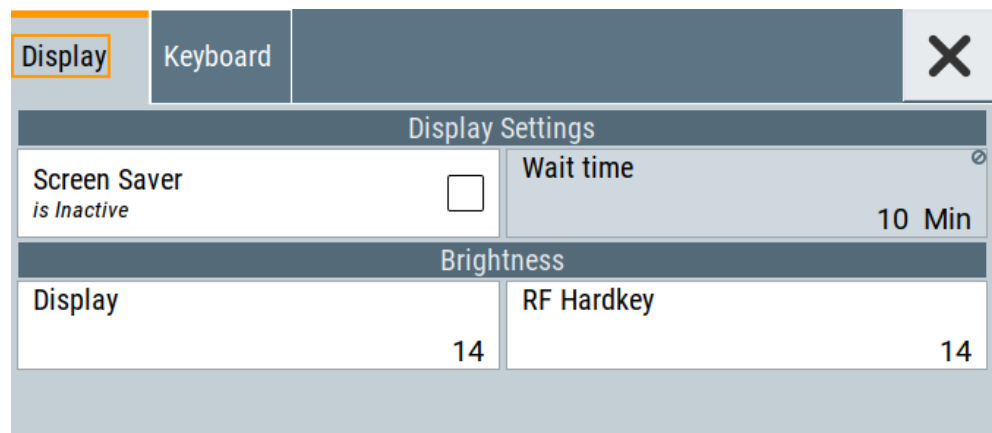 Display
Keyboard
Display Settings
Screen Saver
is Inactive
Wait time
10 Min
Brightness
Display
14
RF Hardkey
14